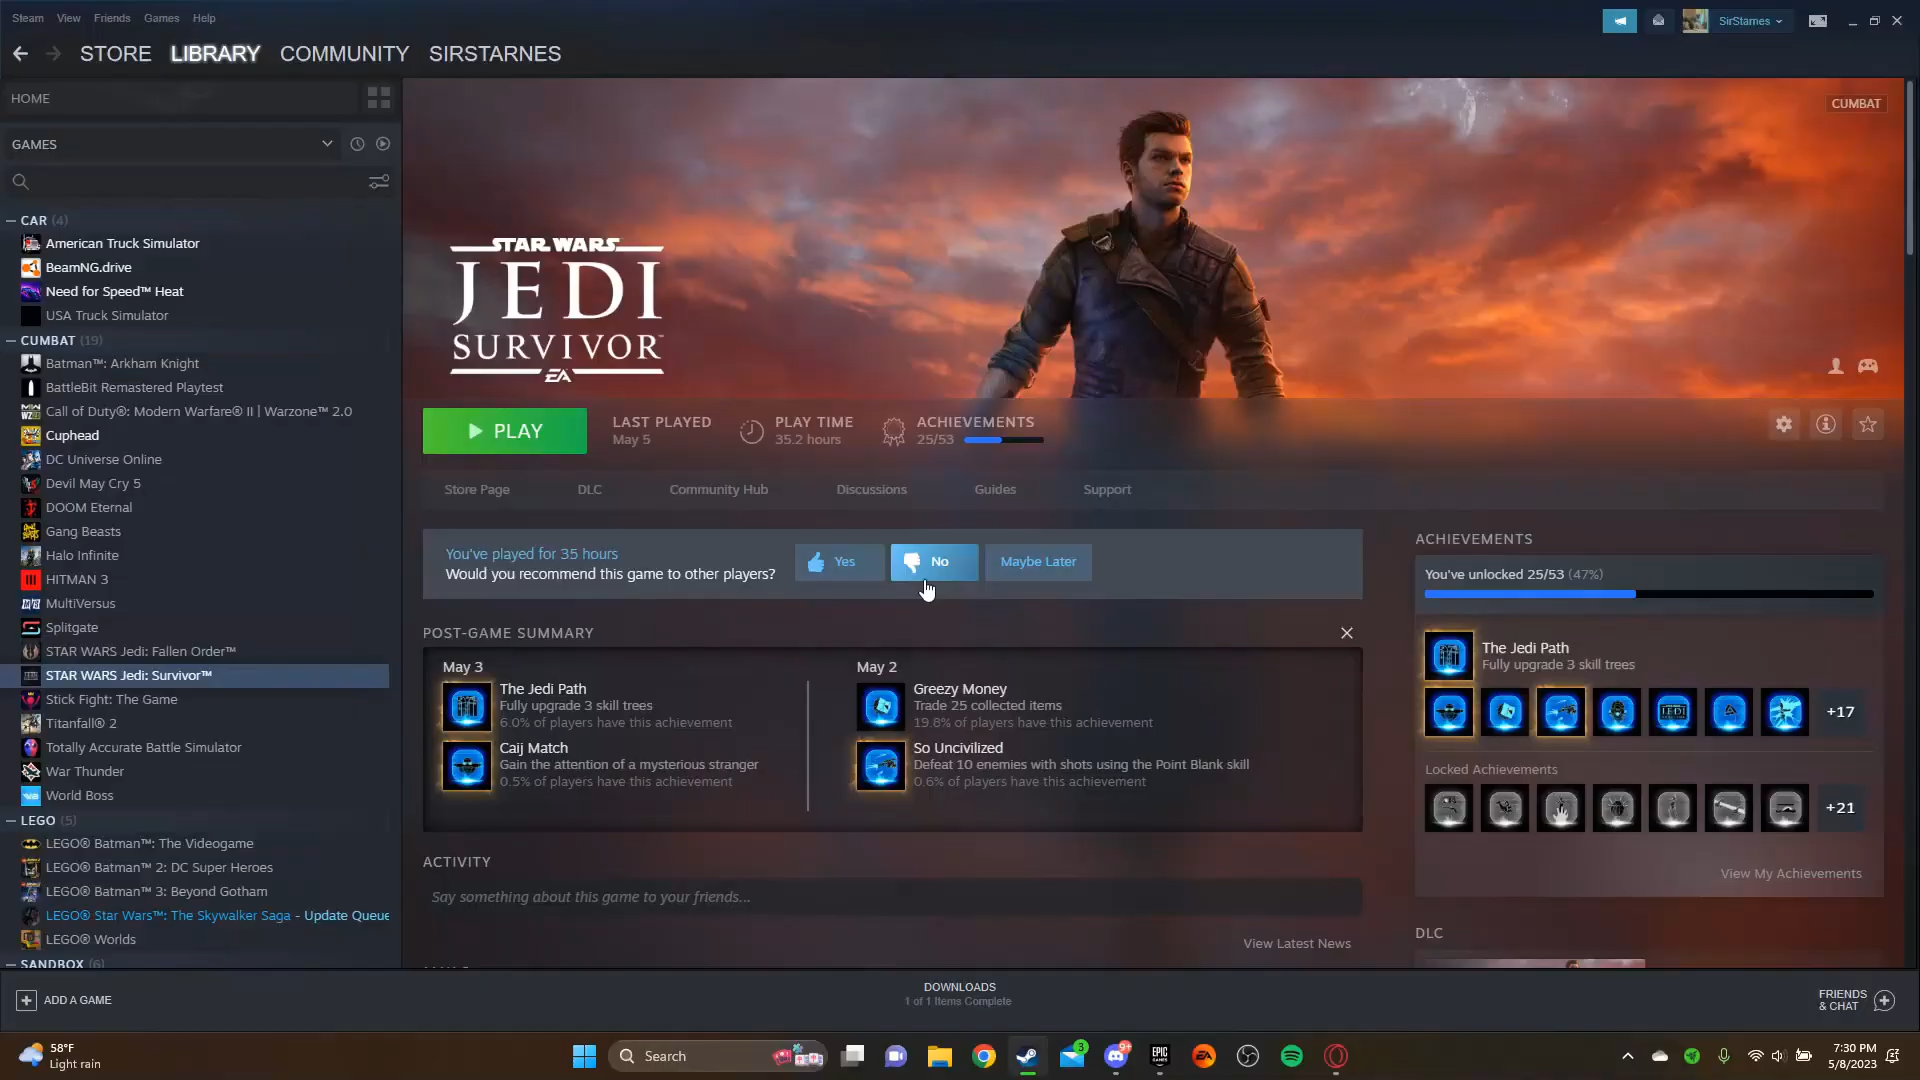 Steam View Friends Games Help
SirStarnes
STORE LIBRARY COMMUNITY SIRSTARNES
HOME
GAMES
CAR (4)
American Truck Simulator
BeamNG.drive
Need for Speed™ Heat
USA Truck Simulator
CUMBAT (19)
Batman™: Arkham Knight
BattleBit Remastered Playtest
Call of Duty®: Modern Warfare® II | Warzone™ 2.0
Cuphead
DC Universe Online
Devil May Cry 5
DOOM Eternal
Gang Beasts
Halo Infinite
HITMAN 3
MultiVersus
Splitgate
STAR WARS Jedi: Fallen Order™
STAR WARS Jedi: Survivor™
Stick Fight: The Game
Titanfall® 2
Totally Accurate Battle Simulator
War Thunder
World Boss
LEGO (5)
LEGO® Batman™: The Videogame
LEGO® Batman™ 2: DC Super Heroes
LEGO® Batman™ 3: Beyond Gotham
LEGO® Star Wars™: The Skywalker Saga - Update Queue
LEGO® Worlds
SANDBOX (6)
CUMBAT
STAR WARS
JEDI
SURVIVOR™
EA
PLAY
LAST PLAYED
May 5
PLAY TIME
35.2 hours
ACHIEVEMENTS
25/53
Store Page DLC Community Hub Discussions Guides Support
You've played for 35 hours
Would you recommend this game to other players?
Yes No Maybe Later
POST-GAME SUMMARY
May 3
The Jedi Path
Fully upgrade 3 skill trees
6.0% of players have this achievement
Caij Match
Gain the attention of a mysterious stranger
0.5% of players have this achievement
May 2
Greezy Money
Trade 25 collected items
19.8% of players have this achievement
So Uncivilized
Defeat 10 enemies with shots using the Point Blank skill
0.6% of players have this achievement
ACTIVITY
Say something about this game to your friends...
View Latest News
ACHIEVEMENTS
You've unlocked 25/53 (47%)
The Jedi Path
Fully upgrade 3 skill trees
+17
Locked Achievements
+21
View My Achievements
DLC
ADD A GAME
DOWNLOADS
1 of 1 Items Complete
FRIENDS
& CHAT
58°F
Light rain
Search
3
9+
EPIC
GAMES
EA
7:30 PM
5/8/2023